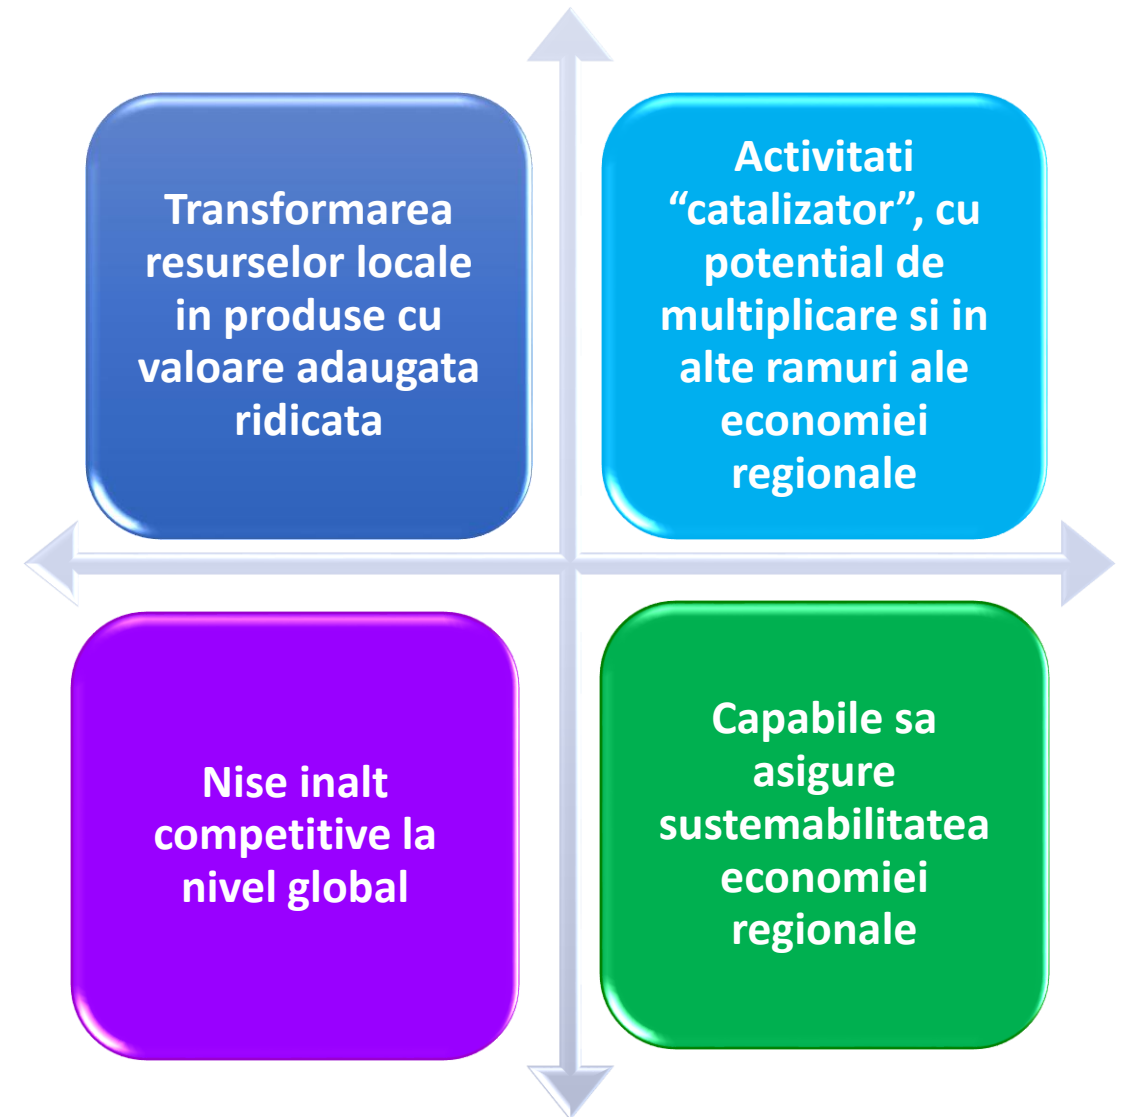 Transformarea
resurselor locale
in produse cu
valoare adaugata
ridicata
Activitati
“catalizator”, cu
potential de
multiplicare si in
alte ramuri ale
economiei
regionale
Nise inalt
competitive la
nivel global
Capabile sa
asigure
sustemabilitatea
economiei
regionale